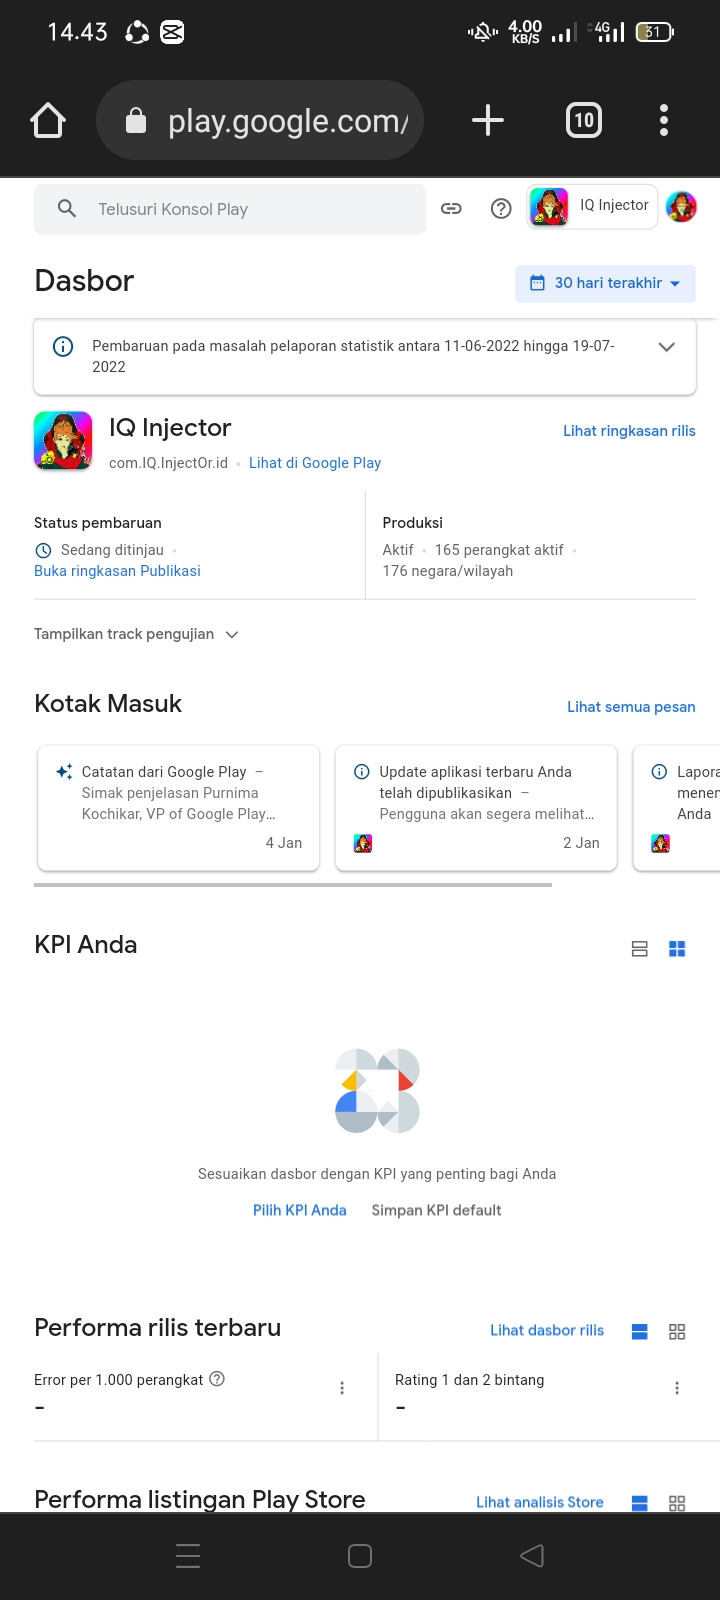 14.43
4.00
KB/S
4G
31
play.google.com/
10
Telusuri Konsol Play
IQ Injector
Dasbor
30 hari terakhir
Pembaruan pada masalah pelaporan statistik antara 11-06-2022 hingga 19-07-
2022
IQ Injector
Lihat ringkasan rilis
com.IQ.InjectOr.id • Lihat di Google Play
Status pembaruan
Sedang ditinjau •
Buka ringkasan Publikasi
Produksi
Aktif • 165 perangkat aktif •
176 negara/wilayah
Tampilkan track pengujian
Kotak Masuk
Lihat semua pesan
Catatan dari Google Play –
Simak penjelasan Purnima
Kochikar, VP of Google Play…
4 Jan
Update aplikasi terbaru Anda
telah dipublikasikan –
Pengguna akan segera melihat…
2 Jan
Lapora
mener
Anda
KPI Anda
Sesuaikan dasbor dengan KPI yang penting bagi Anda
Pilih KPI Anda
Simpan KPI default
Performa rilis terbaru
Lihat dasbor rilis
Error per 1.000 perangkat
-
Rating 1 dan 2 bintang
-
Performa listingan Play Store
Lihat analisis Store